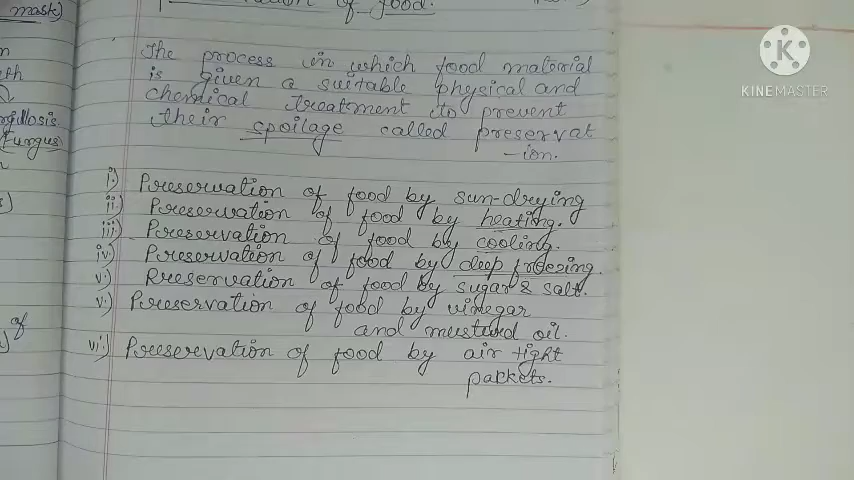 mask)
of food.
The process in which food material
is given a suitable physical and
chemical treatment to prevent
their spoilage called preservat
-ion.
i) Preservation of food by sun-drying
ii) Preservation of food by heating.
iii) Preservation of food by cooling.
iv) Preservation of food by deep freezing.
v) Preservation of food by sugar & salt.
v) Preservation of food by vinegar
and mustard oil.
vi) Preservation of food by air tight
packets.
Fungus
of
K
KINEMASTER